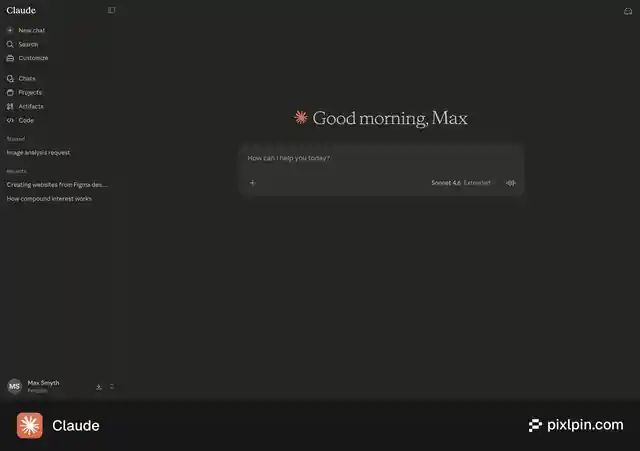 Claude
New chat
Search
Customize
Chats
Projects
Artifacts
Code
Starred
Image analysis request
Recents
Creating websites from Figma des...
How compound interest works
Good morning, Max
How can I help you today?
Sonnet 4.6 Extended
MS
Max Smyth
Claude
pixlpin.com